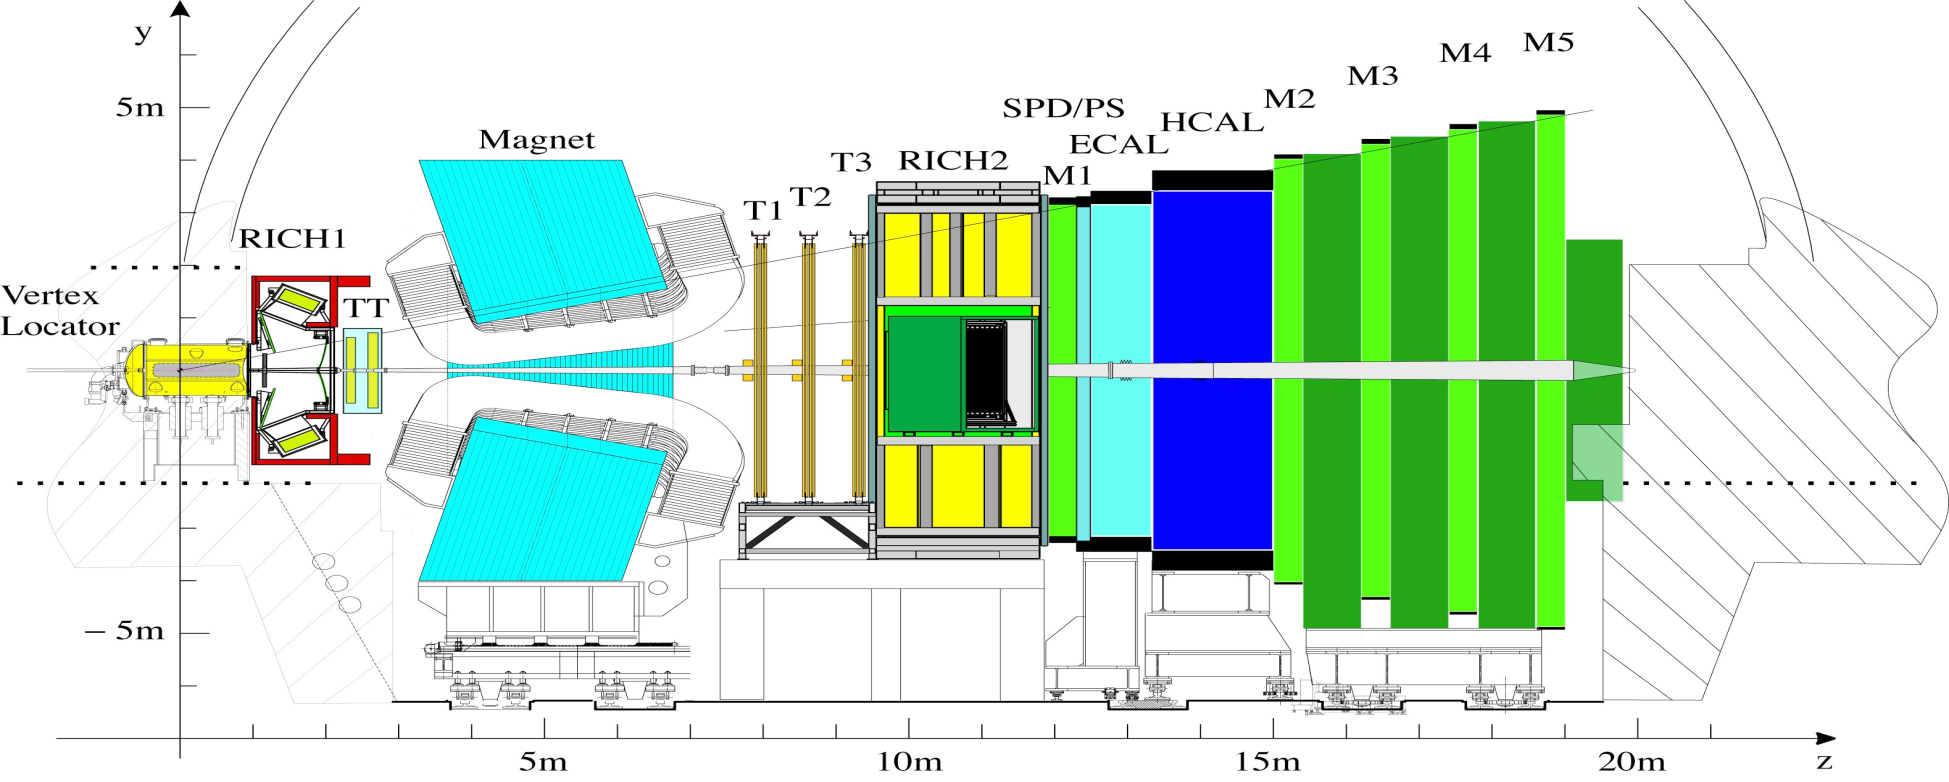 y
5m
Vertex
Locator
RICH1
TT
Magnet
T1
T2
T3
RICH2
SPD/PS
ECAL
M1
HCAL
M2
M3
M4
M5
− 5m
5m
10m
15m
20m
z